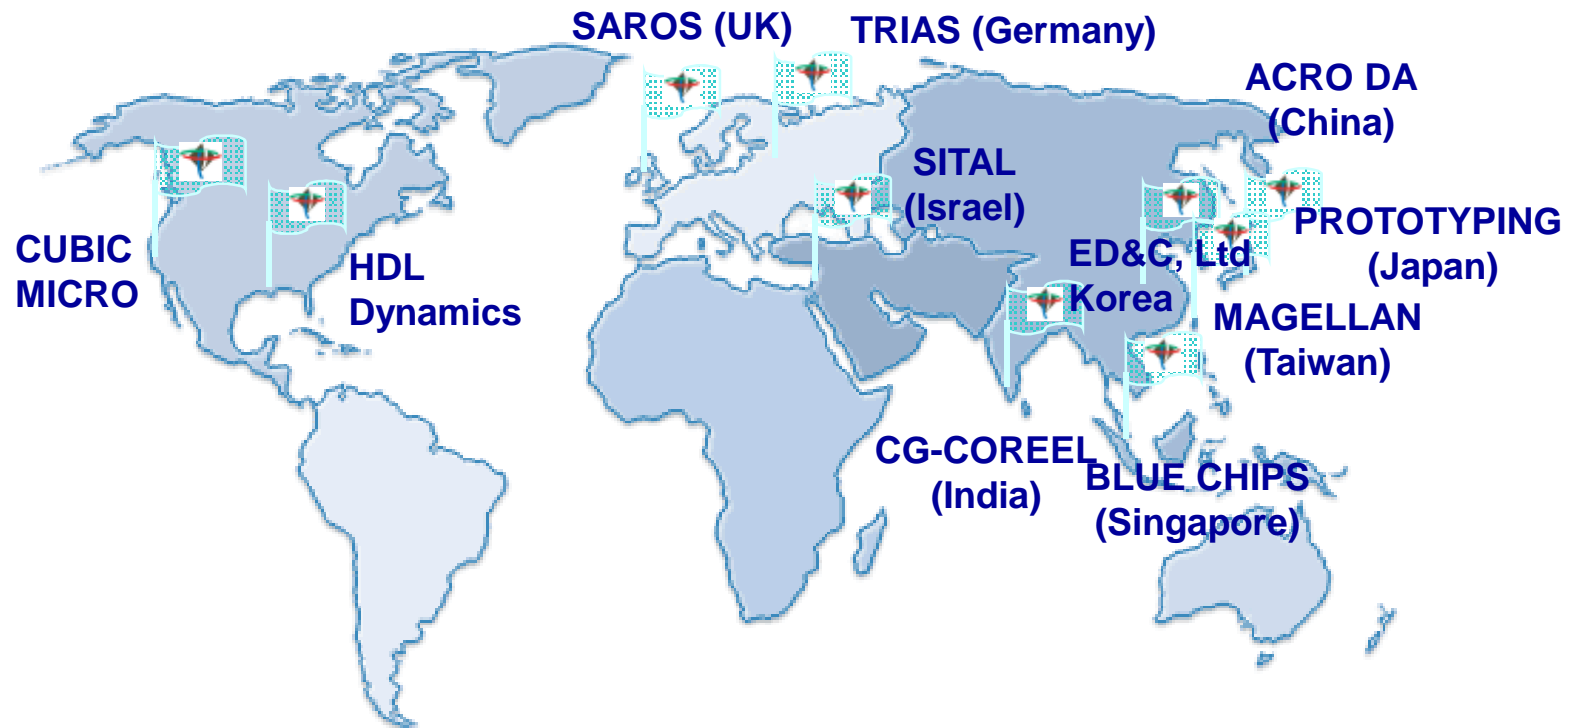 SAROS (UK)
TRIAS (Germany)
ACRO DA
(China)
SITAL
(Israel)
PROTOTYPING
(Japan)
CUBIC
MICRO
HDL
Dynamics
ED&C, Ltd
Korea
MAGELLAN
(Taiwan)
CG-COREEL
(India)
BLUE CHIPS
(Singapore)